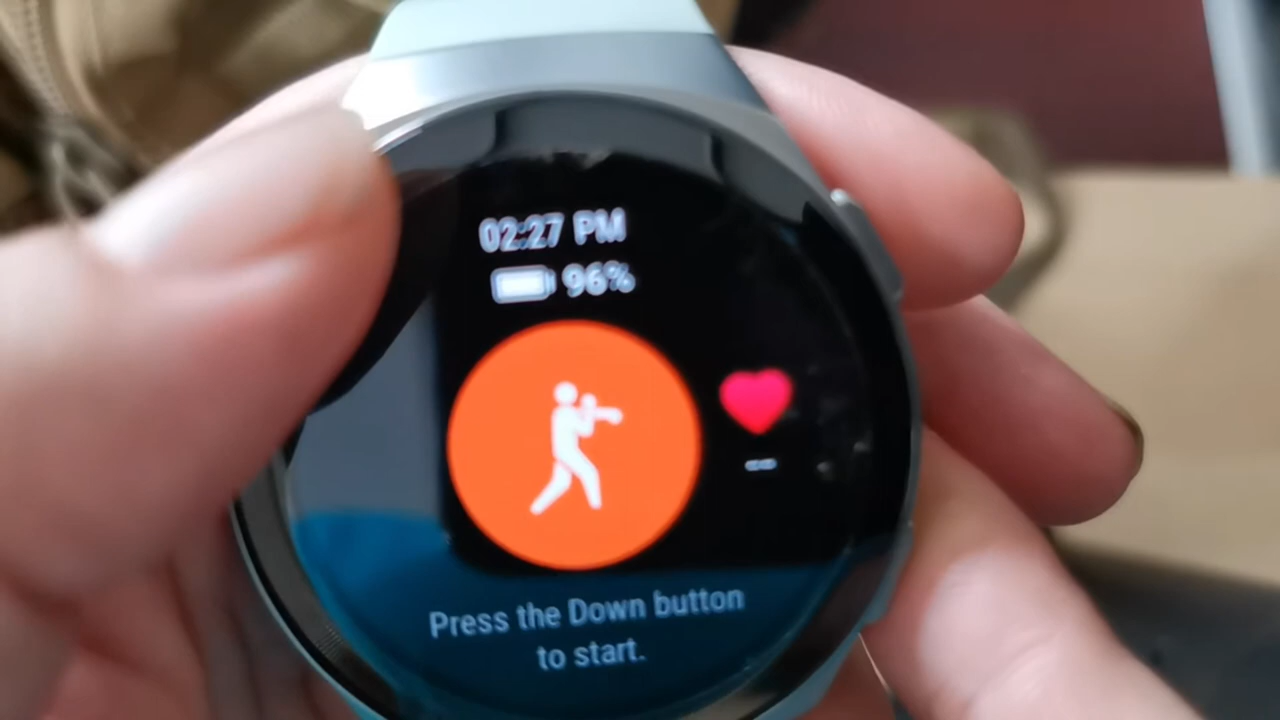 02:27 PM
96%
--
Press the Down button
to start.